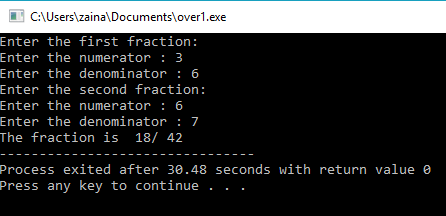 C:\Users\zaina\Documents\over1.exe
Enter the first fraction:
Enter the numerator : 3
Enter the denominator : 6
Enter the second fraction:
Enter the numerator : 6
Enter the denominator : 7
The fraction is  18/ 42
--------------------------------
Process exited after 30.48 seconds with return value 0
Press any key to continue . . .